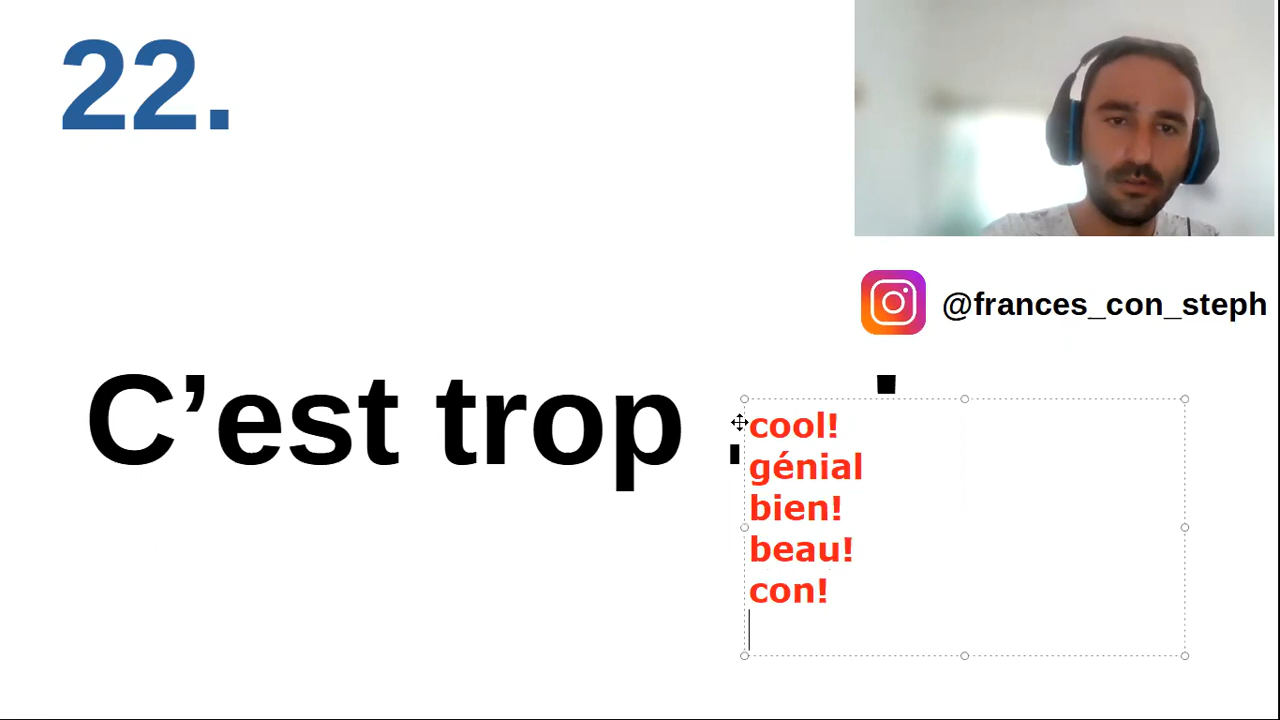 22.
@frances_con_steph
C’est trop
cool!
génial
bien!
beau!
con!